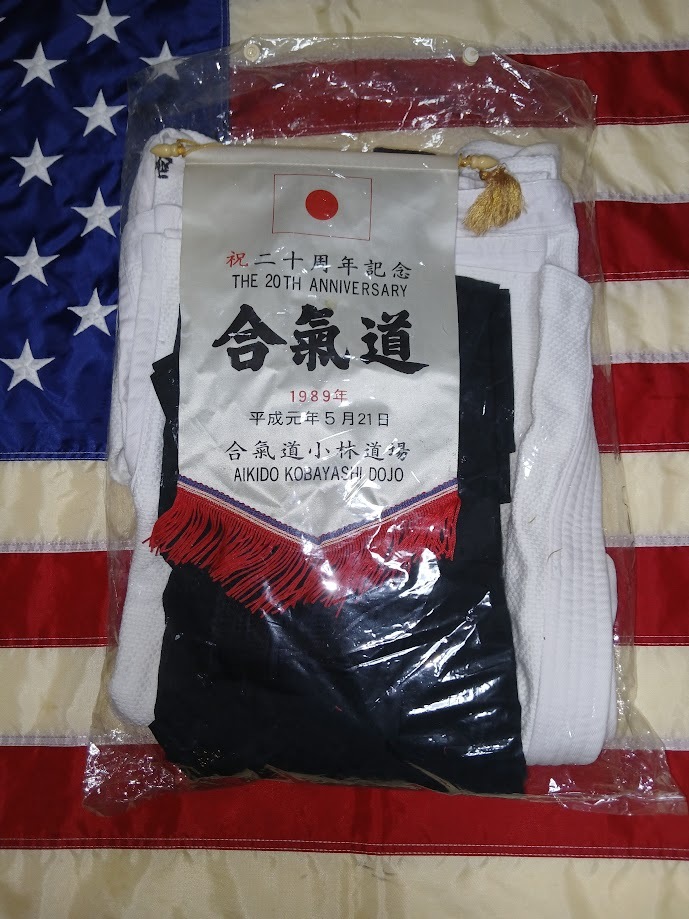 祝 二十周年記念
THE 20TH ANNIVERSARY
合氣道
1989年
平成元年5月21日
合氣道小林道場
AIKIDO KOBAYASHI DOJO